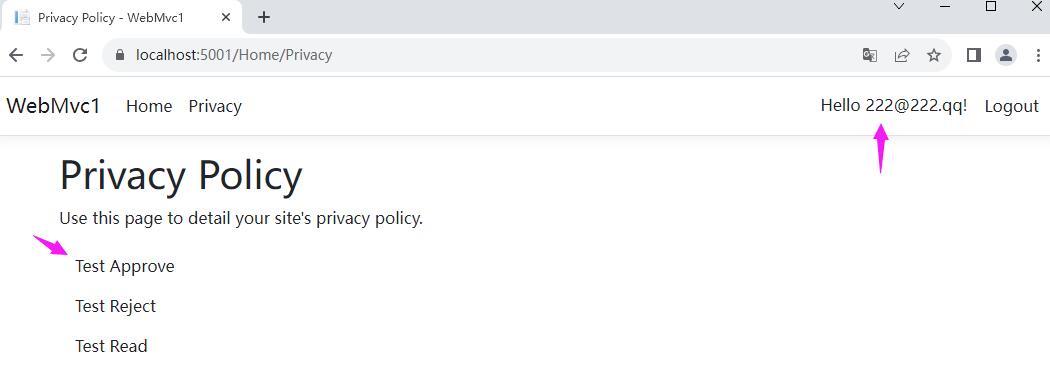 Privacy Policy - WebMvc1
localhost:5001/Home/Privacy
WebMvc1 Home Privacy Hello 222@222.qq! Logout
Privacy Policy
Use this page to detail your site's privacy policy.
Test Approve
Test Reject
Test Read